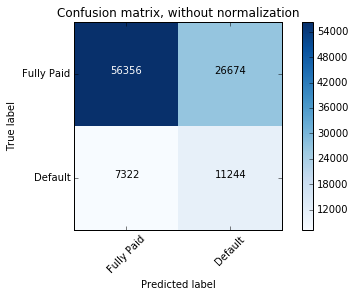 Confusion matrix, without normalization
Fully Paid
Default
True label
56356
26674
7322
11244
Fully Paid
Default
Predicted label
54000
48000
42000
36000
30000
24000
18000
12000